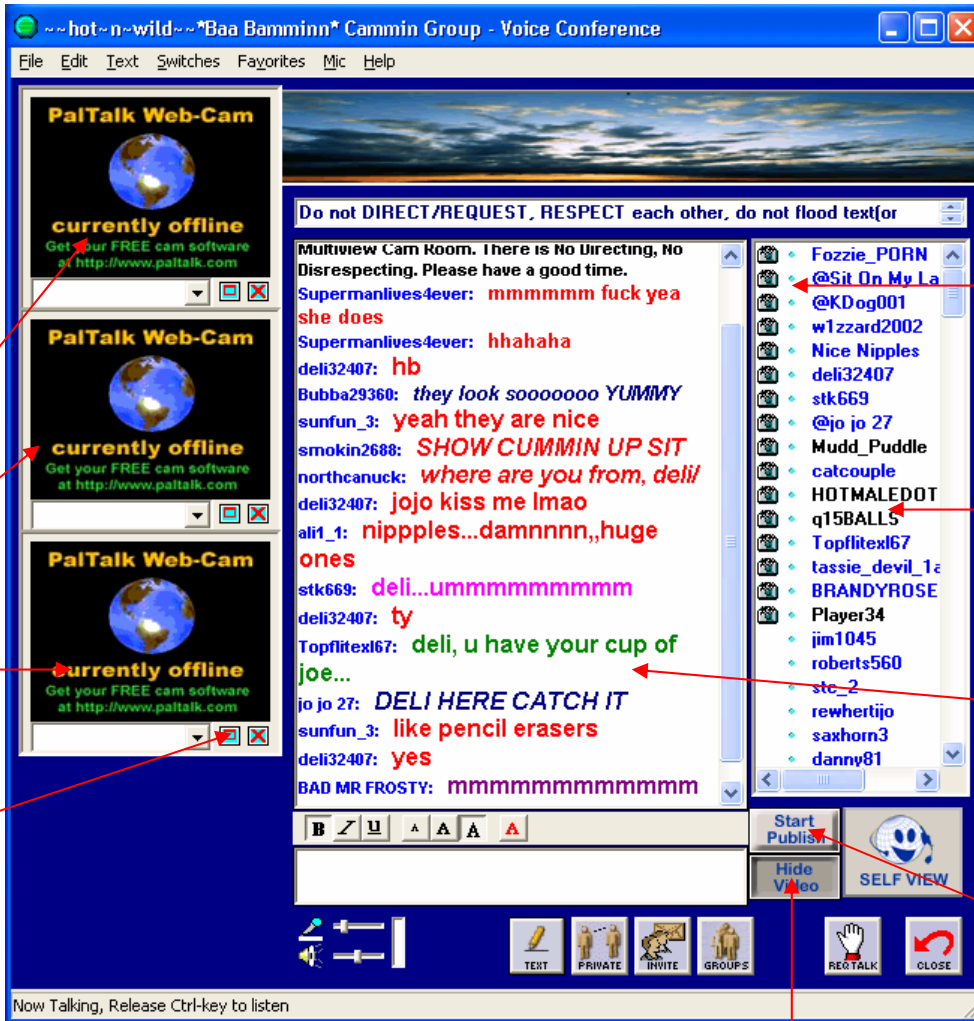 ~~hot~n~wild~~*Baa Bamminn* Cammin Group - Voice Conference
File Edit Text Switches Favorites Mic Help
PalTalk Web-Cam
currently offline
Get your FREE cam software
at http://www.paltalk.com
PalTalk Web-Cam
currently offline
Get your FREE cam software
at http://www.paltalk.com
PalTalk Web-Cam
currently offline
Get your FREE cam software
at http://www.paltalk.com
Do not DIRECT/REQUEST, RESPECT each other, do not flood text(or
Multiview Cam Room. There is No Directing, No
Disrespecting. Please have a good time.
Supermanlives4ever: mmmmmm fuck yea
she does
Supermanlives4ever: hhahaha
deli32407: hb
Bubba29360: they look sooooooo YUMMY
sunfun_3: yeah they are nice
smokin2688: SHOW CUMMIN UP SIT
northcanuck: where are you from, deli/
deli32407: jojo kiss me lmao
ali1_1: nippples...damnnnn,,huge
ones
stk669: deli...ummmmmmmmm
deli32407: ty
Topflitexl67: deli, u have your cup of
joe...
jo jo 27: DELI HERE CATCH IT
sunfun_3: like pencil erasers
deli32407: yes
BAD MR FROSTY: mmmmmmmmmmmm
Fozzie_PORN
@Sit On My La
@KDog001
w1zzard2002
Nice Nipples
deli32407
stk669
@jo jo 27
Mudd_Puddle
catcouple
HOTMALEDOT
q15BALLS
Topflitexl67
tassie_devil_1a
BRANDYROSE
Player34
jim1045
roberts560
stc_2
rewhertijo
saxhorn3
danny81
B I U A A A A
Start
Publish
Hide
Video
SELF VIEW
TEXT PRIVATE INVITE GROUPS REQ TALK CLOSE
Now Talking, Release Ctrl-key to listen